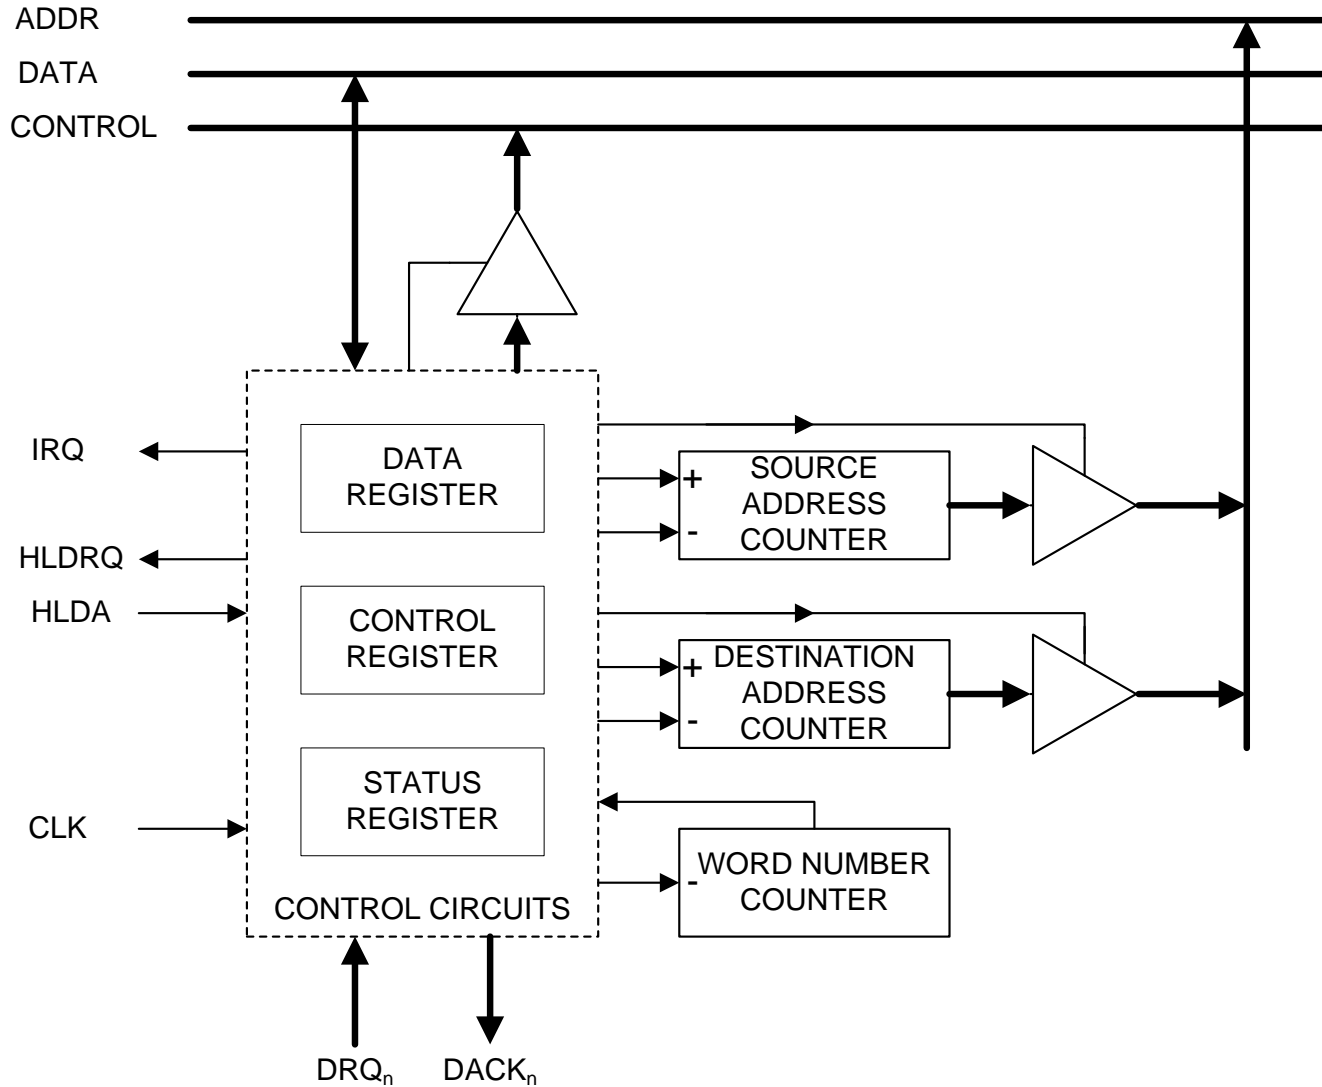 ADDR
DATA
CONTROL
IRQ
HLDRQ
HLDA
CLK
DATA
REGISTER
CONTROL
REGISTER
STATUS
REGISTER
CONTROL CIRCUITS
+
-
SOURCE
ADDRESS
COUNTER
+
-
DESTINATION
ADDRESS
COUNTER
-
WORD NUMBER
COUNTER
DRQn
DACKn